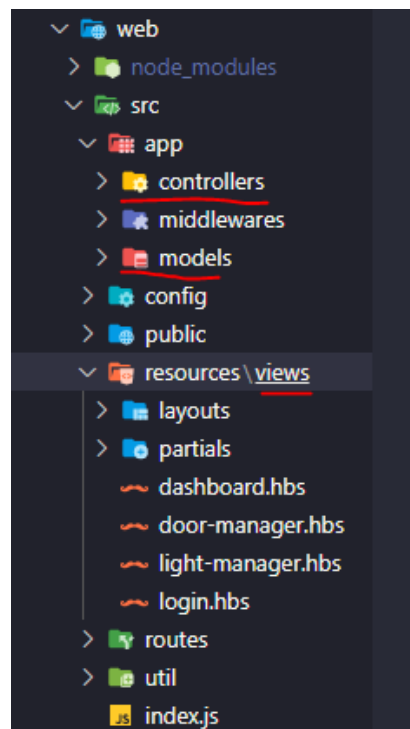 web
node_modules
src
app
controllers
middlewares
models
config
public
resources\views
layouts
partials
dashboard.hbs
door-manager.hbs
light-manager.hbs
login.hbs
routes
util
JS index.js